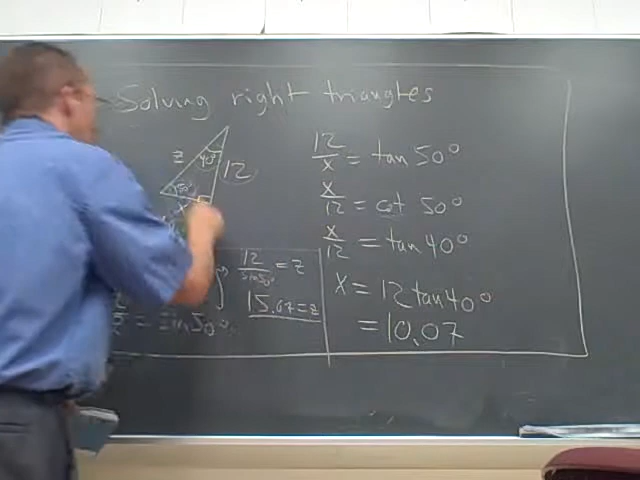 Solving right triangles
z
40°
12
50°
x
12/x = tan 50°
x/12 = cot 50°
x/12 = tan 40°
x = 12 tan 40°
= 10.07
12/sin 50° = z
15.67 = z
= sin 50°